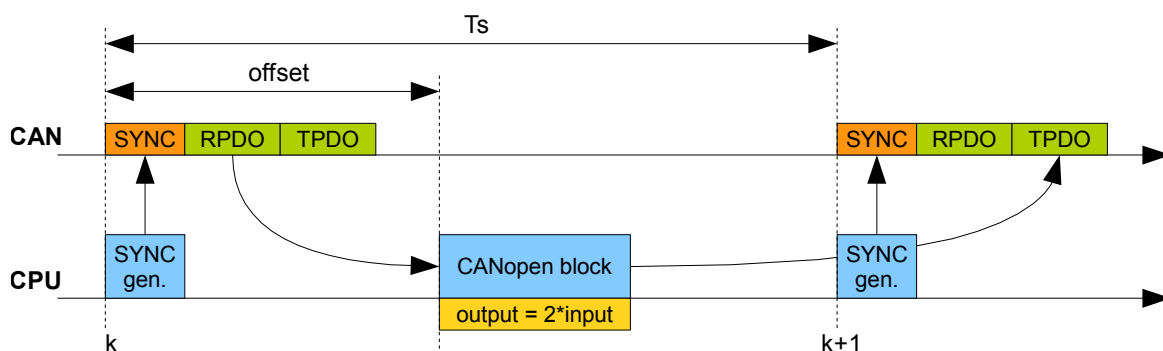 Ts
offset
CAN SYNC RPDO TPDO SYNC RPDO TPDO
SYNC
gen.
CANopen block
SYNC
gen.
CPU
output = 2*input
k
k+1